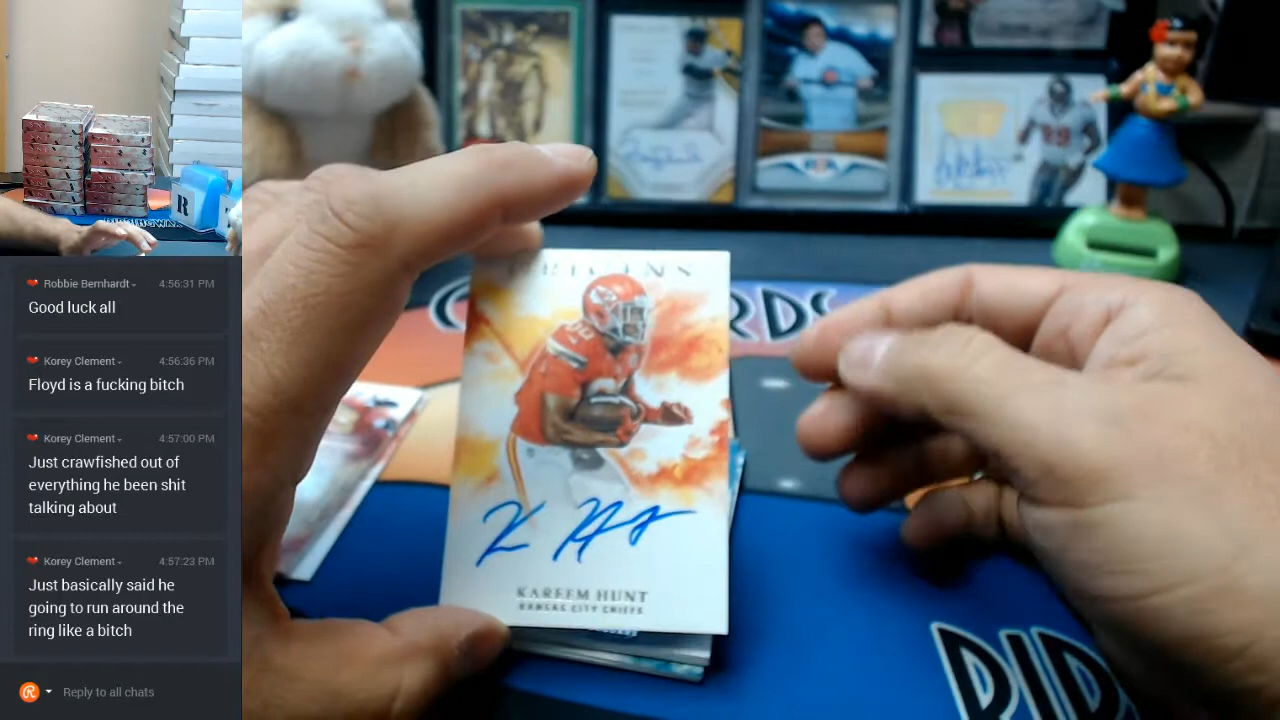 Robbie Bernhardt
4:56:31 PM
Good luck all
Korey Clement
4:56:36 PM
Floyd is a fucking bitch
Korey Clement
4:57:00 PM
Just crawfished out of
everything he been shit
talking about
Korey Clement
4:57:23 PM
Just basically said he
going to run around the
ring like a bitch
Reply to all chats
R
ORIGINS
K H
KAREEM HUNT
KANSAS CITY CHIEFS